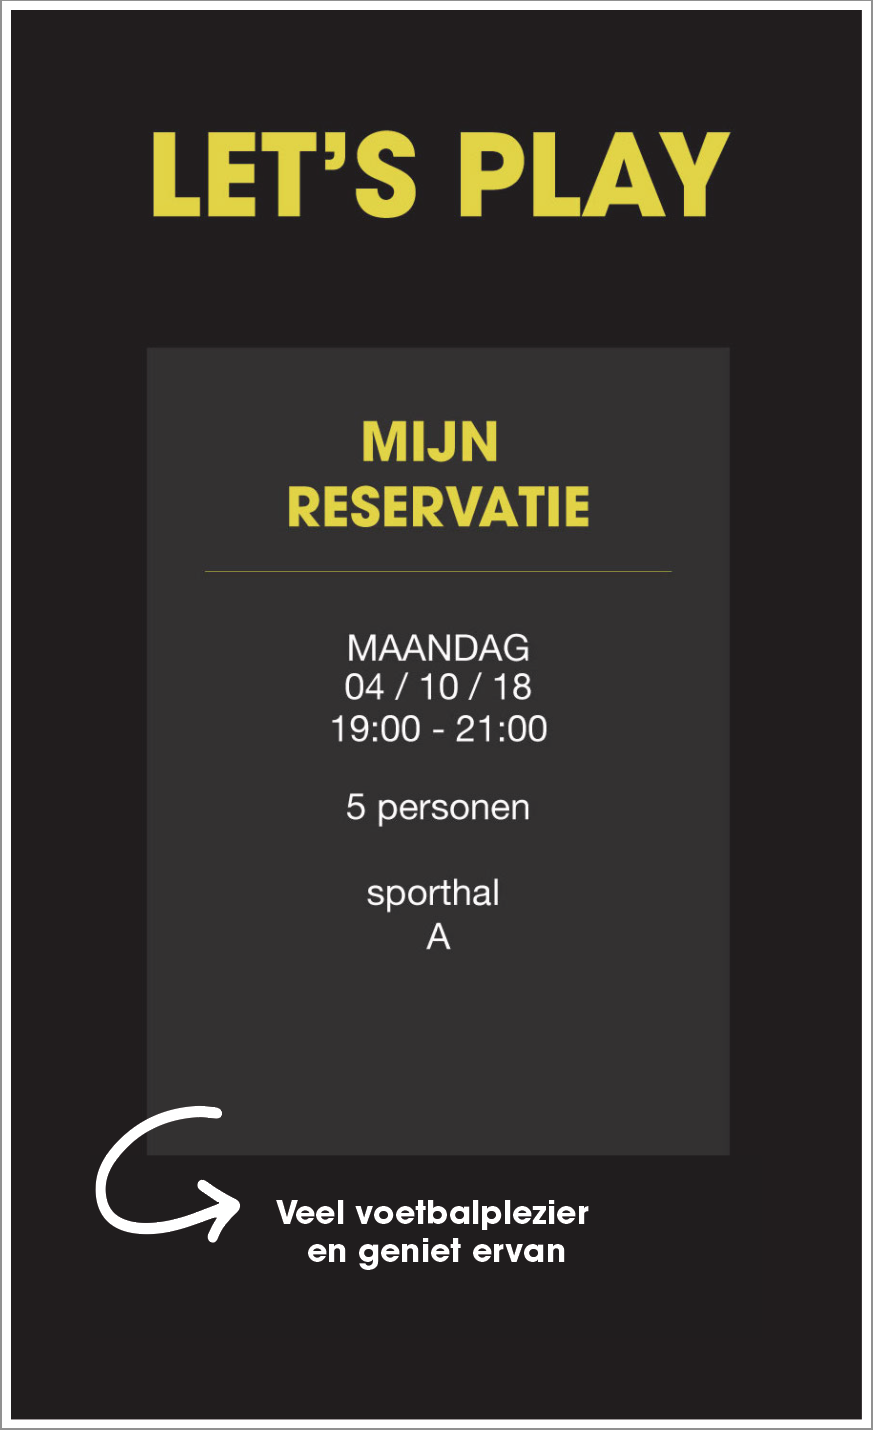 LET'S PLAY
MIJN
RESERVATIE
MAANDAG
04 / 10 / 18
19:00 - 21:00
5 personen
sporthal
A
Veel voetbalplezier
en geniet ervan